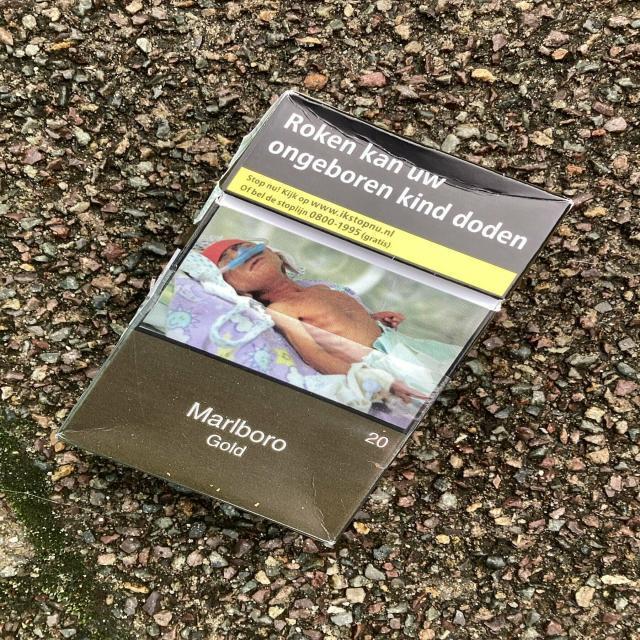 Roken kan uw
ongeboren kind doden
Stop nu! Kijk op www.ikstopnu.nl
Of bel de stoplijn 0800-1995 (gratis)
Marlboro
Gold
20